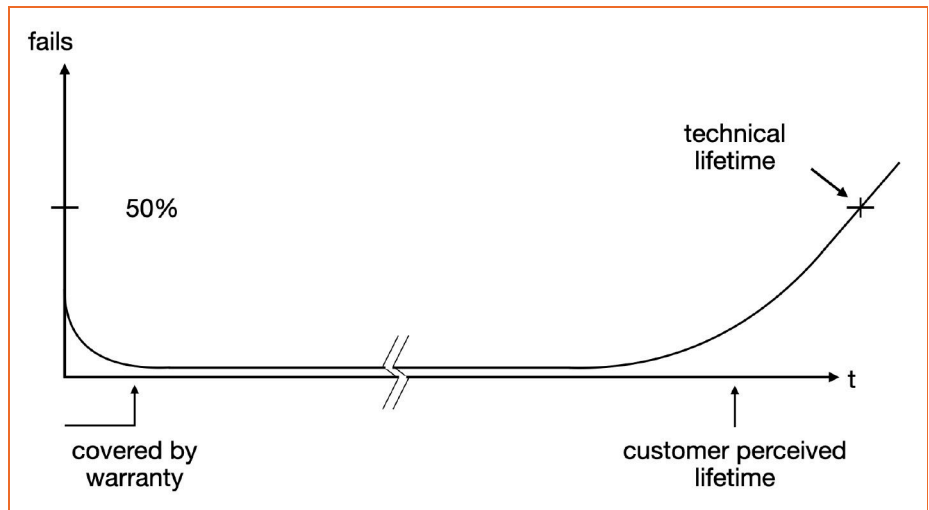 fails
technical
lifetime
50%
t
covered by
warranty
customer perceived
lifetime